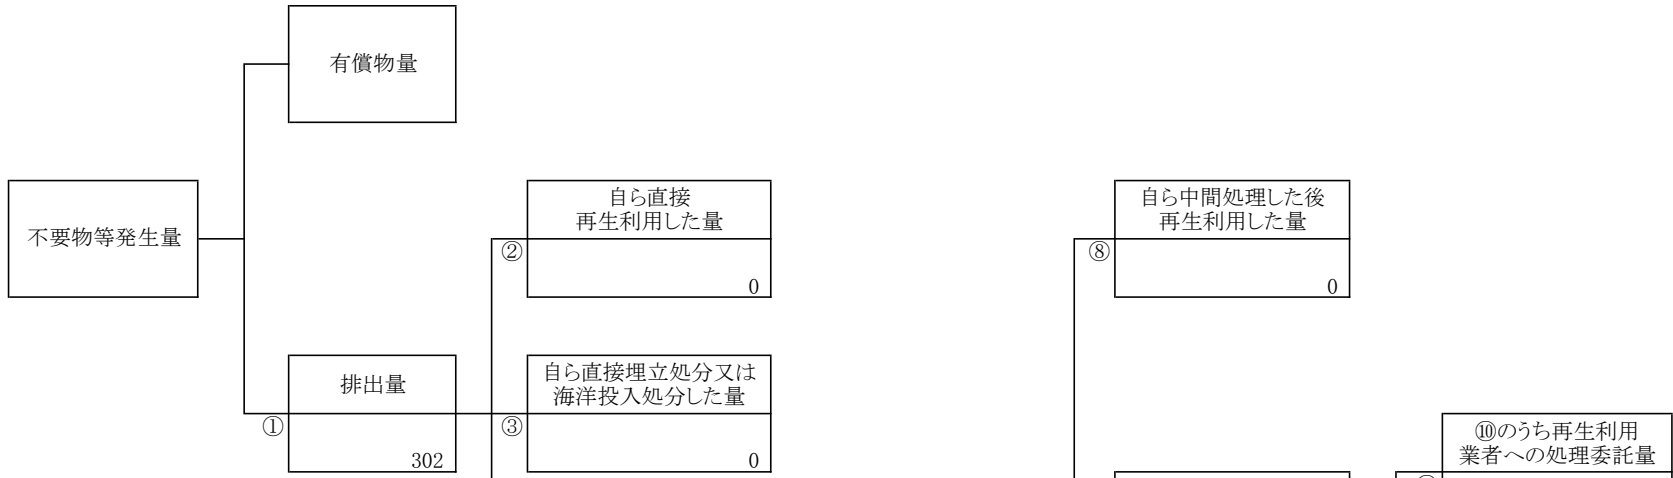 有償物量
不要物等発生量
自ら直接
再生利用した量
②
0
自ら中間処理した後
再生利用した量
⑧
0
排出量
①
302
自ら直接埋立処分又は
海洋投入処分した量
③
0
⑩のうち再生利用
業者への処理委託量